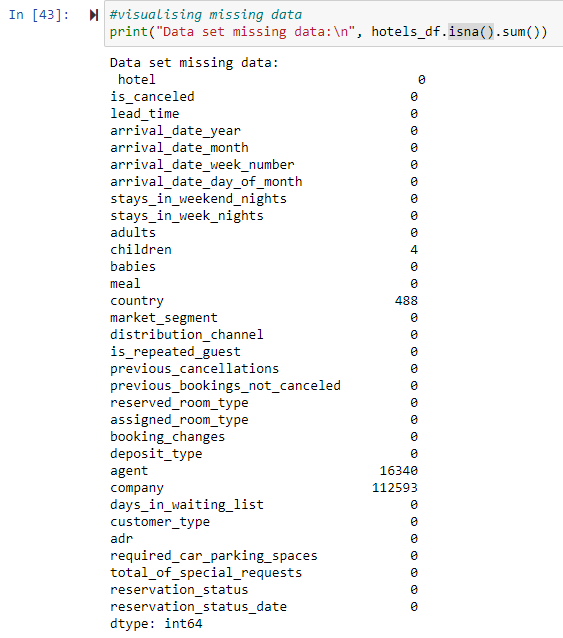 In [43]: #visualising missing data
print("Data set missing data:\n", hotels_df.isna().sum())
Data set missing data:
 hotel                                  0
is_canceled                           0
lead_time                             0
arrival_date_year                     0
arrival_date_month                    0
arrival_date_week_number              0
arrival_date_day_of_month             0
stays_in_weekend_nights               0
stays_in_week_nights                  0
adults                                0
children                              4
babies                                0
meal                                  0
country                             488
market_segment                        0
distribution_channel                  0
is_repeated_guest                     0
previous_cancellations                0
previous_bookings_not_canceled        0
reserved_room_type                    0
assigned_room_type                    0
booking_changes                       0
deposit_type                          0
agent                             16340
company                          112593
days_in_waiting_list                  0
customer_type                         0
adr                                   0
required_car_parking_spaces           0
total_of_special_requests             0
reservation_status                    0
reservation_status_date               0
dtype: int64